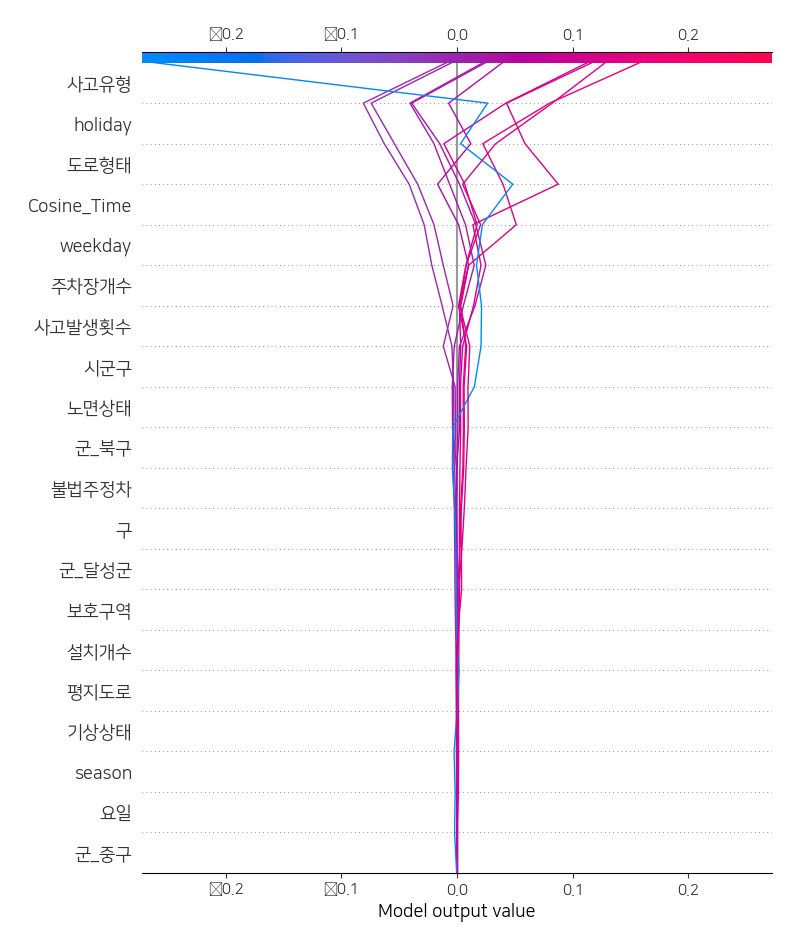 0.2 0.1 0.0 0.1 0.2
사고유형
holiday
도로형태
Cosine_Time
weekday
주차장개수
사고발생횟수
시군구
노면상태
군_북구
불법주정차
구
군_달성군
보호구역
설치개수
평지도로
기상상태
season
요일
군_중구
0.2 0.1 0.0 0.1 0.2
Model output value